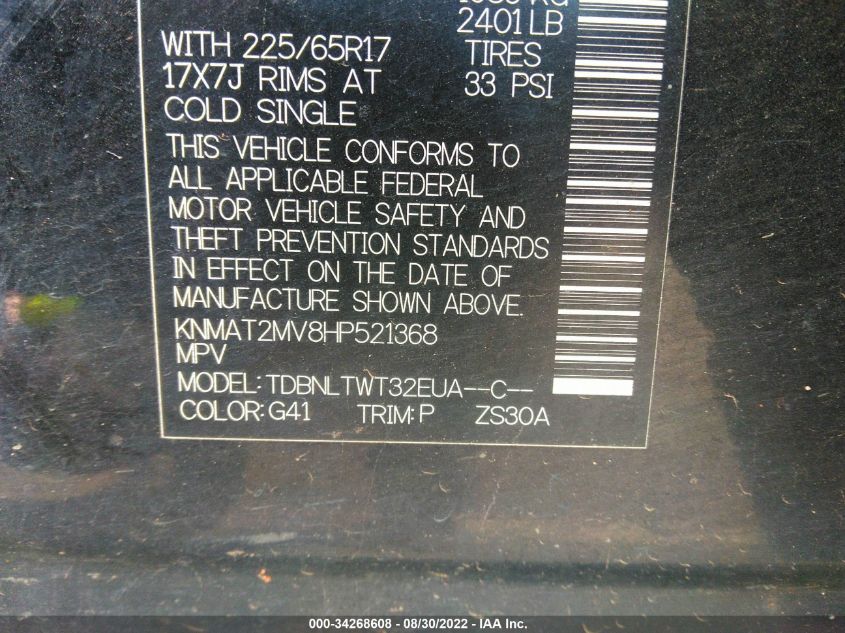 2401 LB
WITH 225/65R17 TIRES
17X7J RIMS AT 33 PSI
COLD SINGLE
THIS VEHICLE CONFORMS TO
ALL APPLICABLE FEDERAL
MOTOR VEHICLE SAFETY AND
THEFT PREVENTION STANDARDS
IN EFFECT ON THE DATE OF
MANUFACTURE SHOWN ABOVE.
KNMAT2MV8HP521368
MPV
MODEL:TDBNLTWT32EUA--C--
COLOR:G41 TRIM:P ZS30A
000-34268608 - 08/30/2022 - IAA Inc.